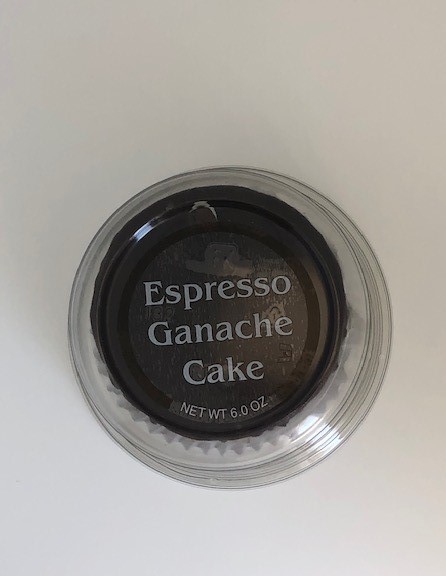 Espresso
Ganache
Cake
NET WT 6.0 OZ